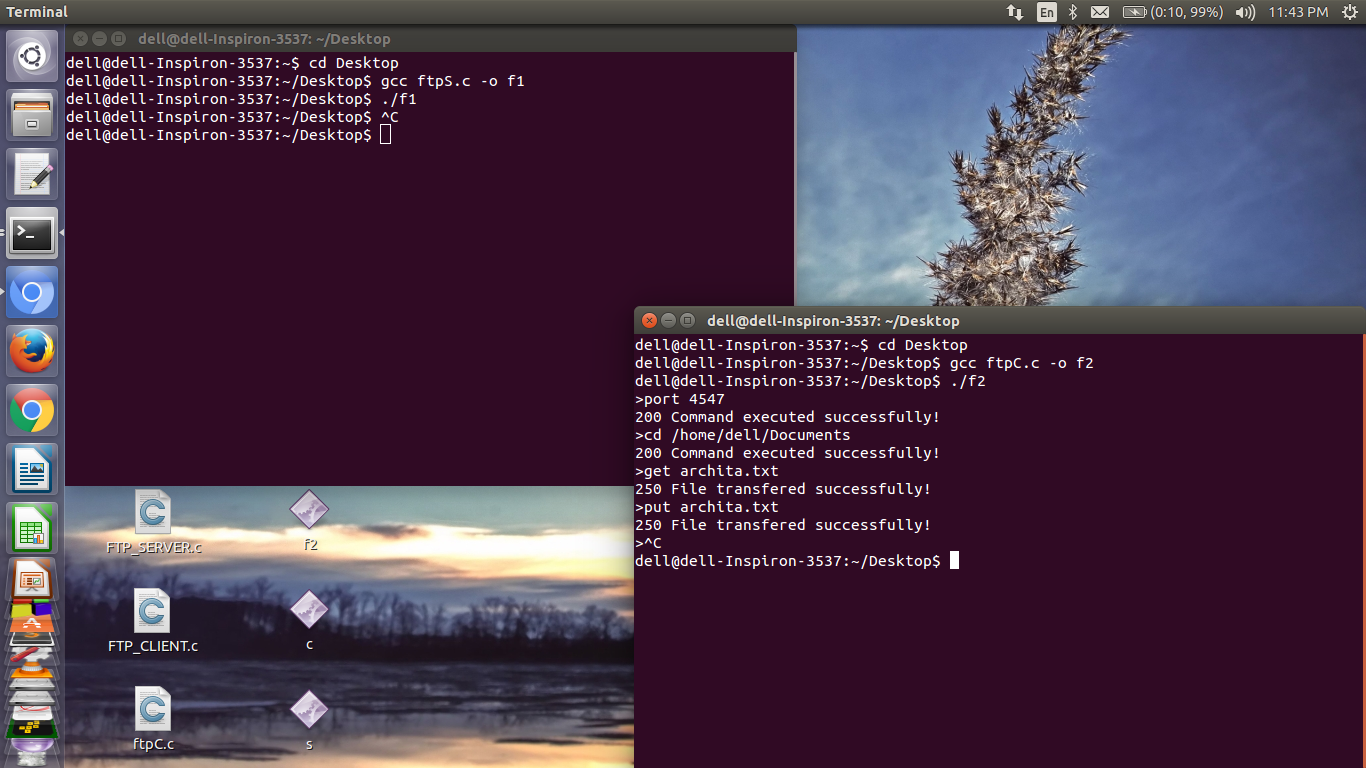 Terminal
En
(0:10, 99%)
11:43 PM
dell@dell-Inspiron-3537: ~/Desktop
dell@dell-Inspiron-3537:~$ cd Desktop
dell@dell-Inspiron-3537:~/Desktop$ gcc ftpS.c -o f1
dell@dell-Inspiron-3537:~/Desktop$ ./f1
dell@dell-Inspiron-3537:~/Desktop$ ^C
dell@dell-Inspiron-3537:~/Desktop$
dell@dell-Inspiron-3537: ~/Desktop
dell@dell-Inspiron-3537:~$ cd Desktop
dell@dell-Inspiron-3537:~/Desktop$ gcc ftpC.c -o f2
dell@dell-Inspiron-3537:~/Desktop$ ./f2
>port 4547
200 Command executed successfully!
>cd /home/dell/Documents
200 Command executed successfully!
>get archita.txt
250 File transfered successfully!
>put archita.txt
250 File transfered successfully!
>^C
dell@dell-Inspiron-3537:~/Desktop$
FTP_SERVER.c
f2
FTP_CLIENT.c
c
ftpC.c
s